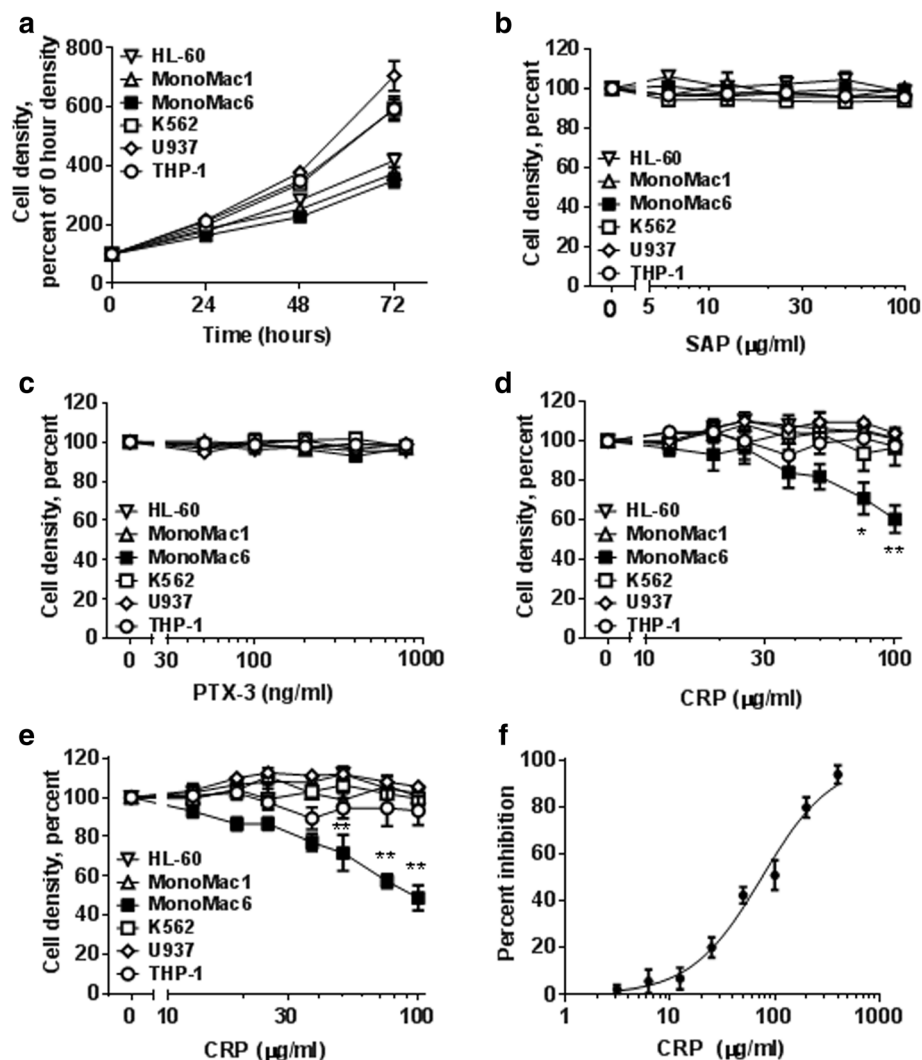 a
Cell density,
percent of 0 hour density
800
600
400
200
0
HL-60
MonoMac1
MonoMac6
K562
U937
THP-1
0 24 48 72
Time (hours)
b
Cell density, percent
120
100
80
60
40
20
0
HL-60
MonoMac1
MonoMac6
K562
U937
THP-1
0 5 10 30 100
SAP (μg/ml)
c
Cell density, percent
120
100
80
60
40
20
0
HL-60
MonoMac1
MonoMac6
K562
U937
THP-1
0 30 100 1000
PTX-3 (ng/ml)
d
Cell density, percent
120
100
80
60
40
20
0
HL-60
MonoMac1
MonoMac6
K562
U937
THP-1
* **
0 10 30 100
CRP (μg/ml)
e
Cell density, percent
120
100
80
60
40
20
0
** ** **
HL-60
MonoMac1
MonoMac6
K562
U937
THP-1
0 10 30 100
CRP (μg/ml)
f
Percent inhibition
100
80
60
40
20
0
1 10 100 1000
CRP (μg/ml)